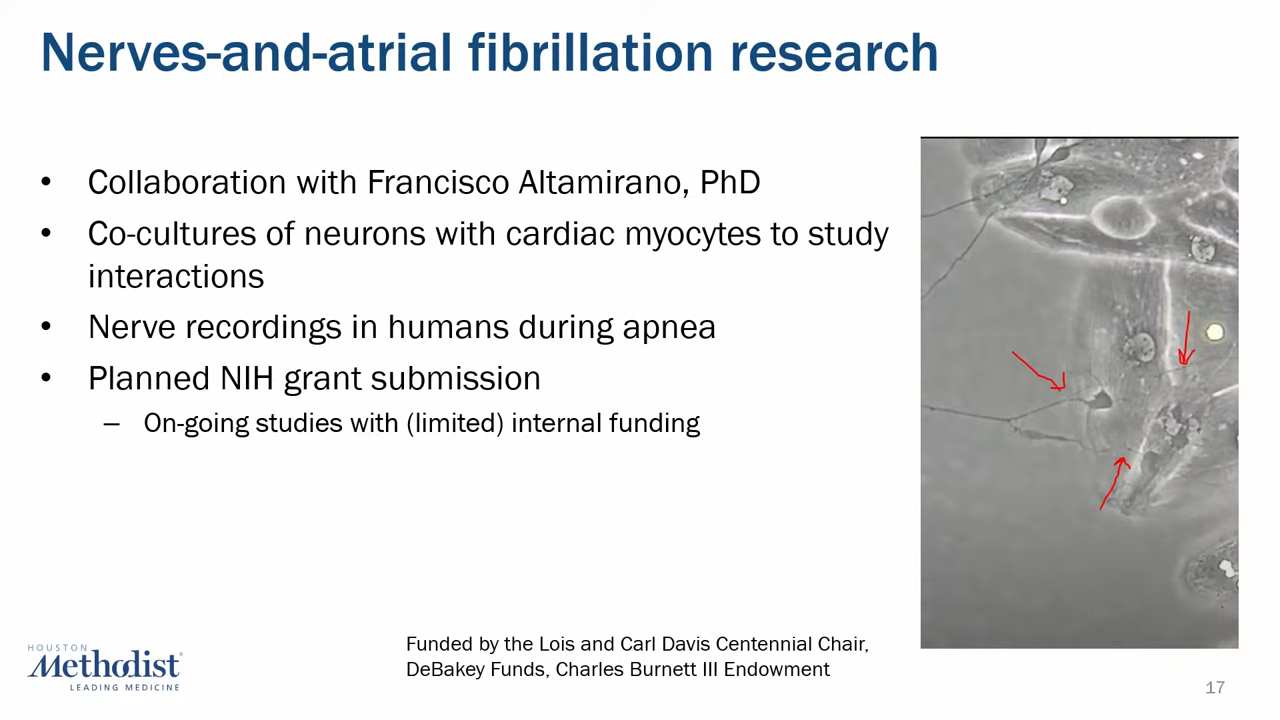 Nerves-and-atrial fibrillation research
• Collaboration with Francisco Altamirano, PhD
• Co-cultures of neurons with cardiac myocytes to study
interactions
• Nerve recordings in humans during apnea
• Planned NIH grant submission
– On-going studies with (limited) internal funding
Funded by the Lois and Carl Davis Centennial Chair,
DeBakey Funds, Charles Burnett III Endowment
HOUSTON
Methodist®
LEADING MEDICINE
17